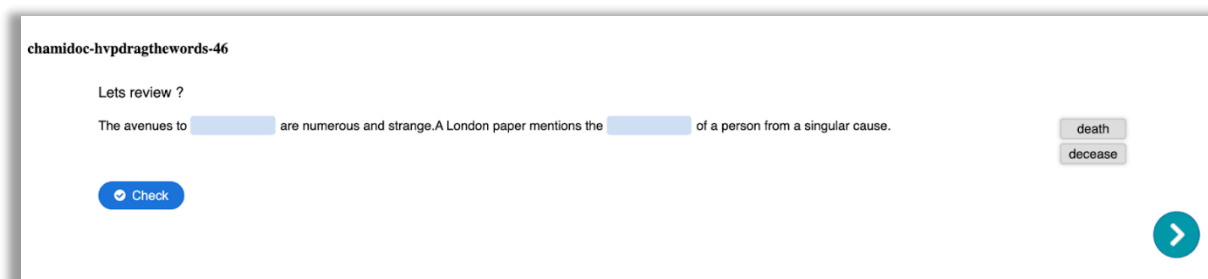 chamidoc-hvpdragthewords-46
Lets review ?
The avenues to are numerous and strange.A London paper mentions the of a person from a singular cause.
death
decease
Check